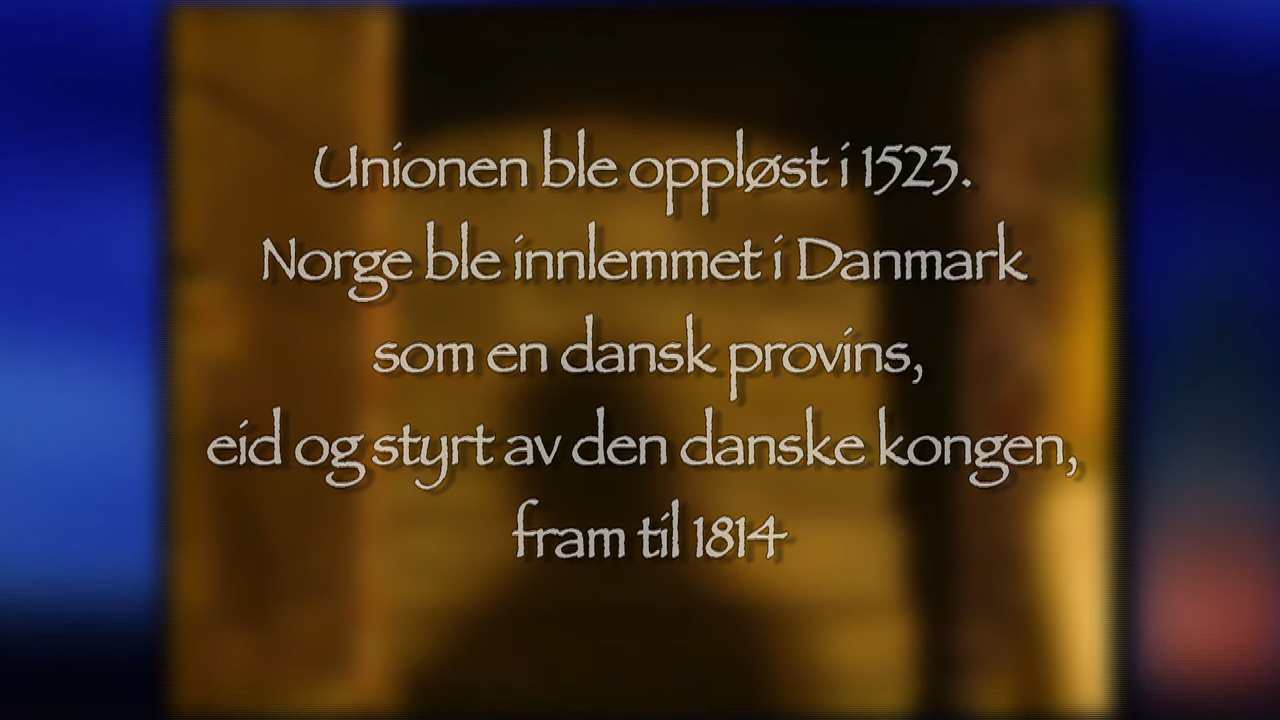 Unionen ble oppløst i 1523.
Norge ble innlemmet i Danmark
som en dansk provins,
eid og styrt av den danske kongen,
fram til 1814